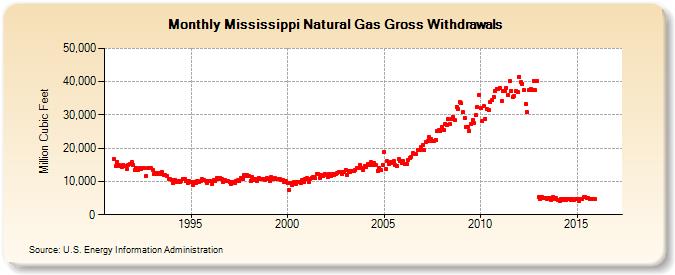 Monthly Mississippi Natural Gas Gross Withdrawals
Million Cubic Feet
50,000
40,000
30,000
20,000
10,000
0
1995 2000 2005 2010 2015
Source: U.S. Energy Information Administration